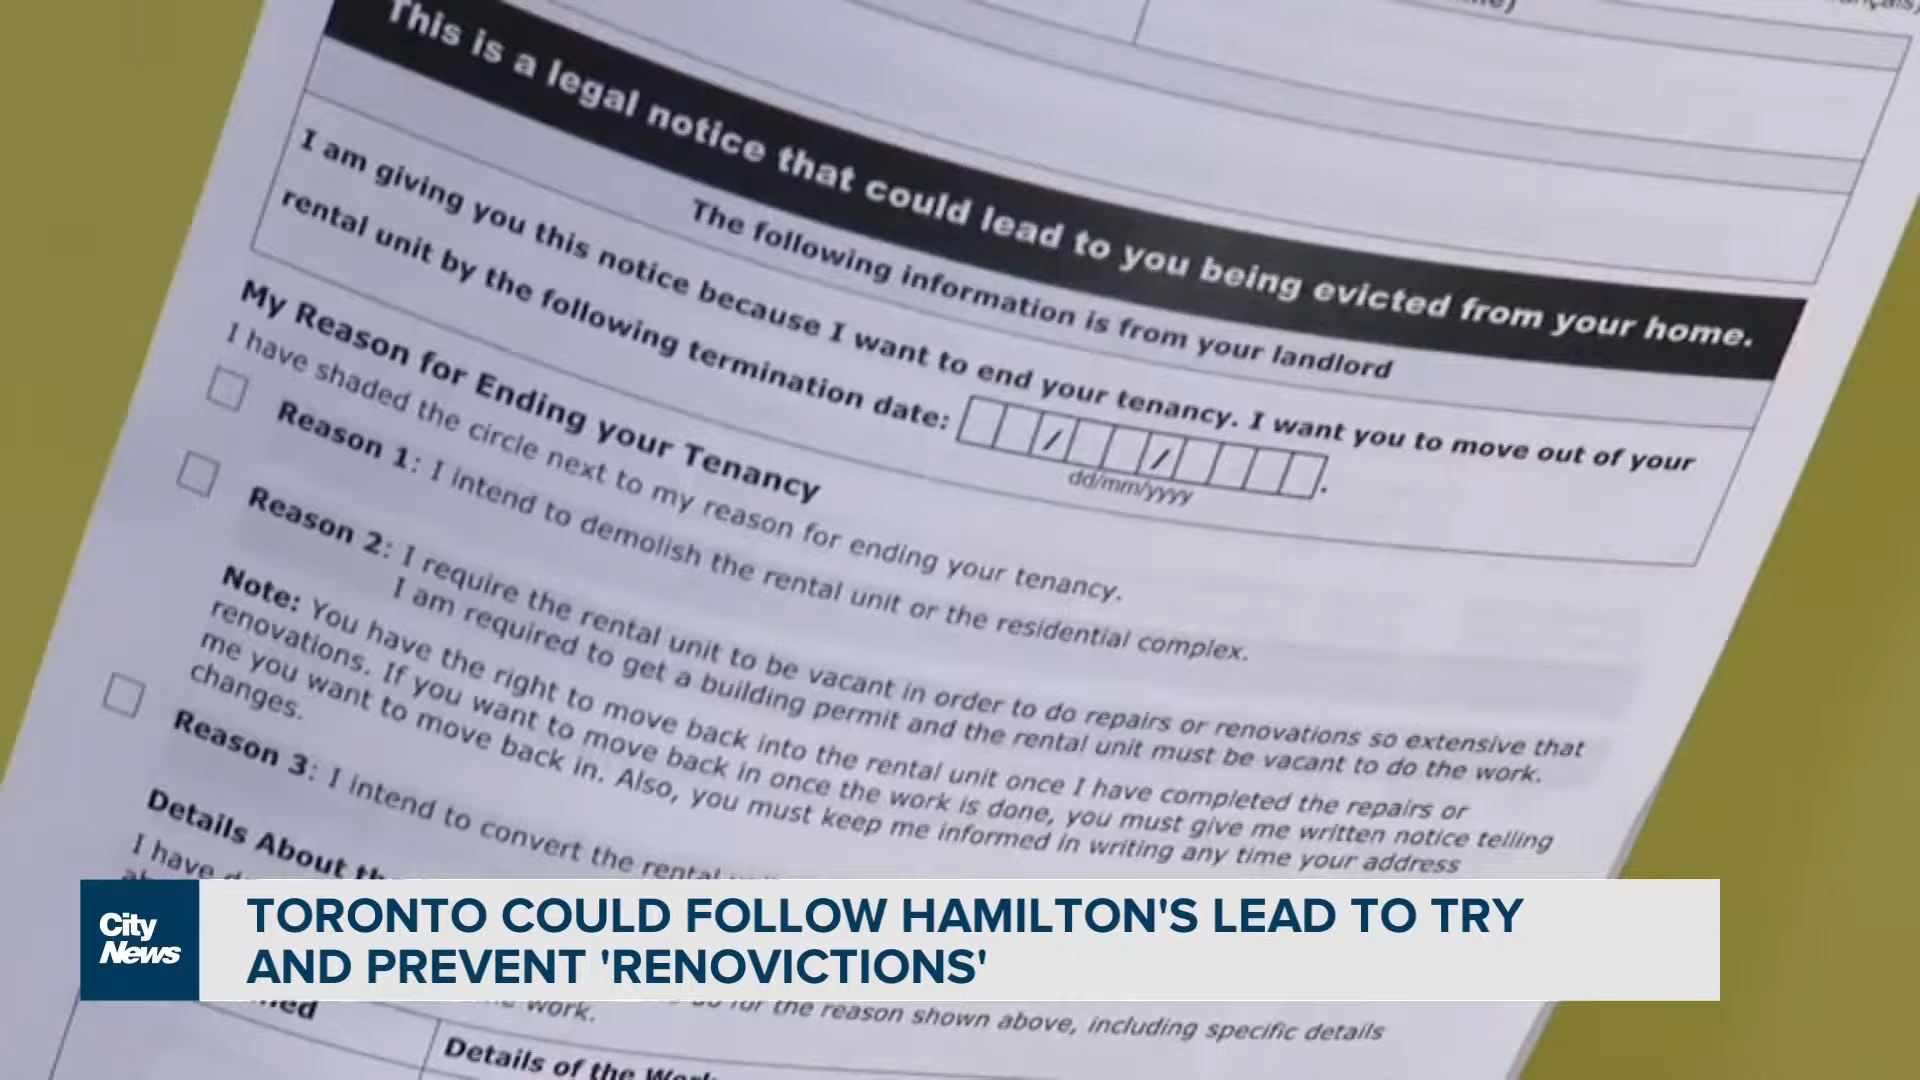 This is a legal notice that could lead to you being evicted from your home.
The following information is from your landlord
I am giving you this notice because I want to end your tenancy. I want you to move out of your
rental unit by the following termination date: / / .
dd/mm/yyyy
My Reason for Ending your Tenancy
I have shaded the circle next to my reason for ending your tenancy.
Reason 1: I intend to demolish the rental unit or the residential complex.
Reason 2: I require the rental unit to be vacant in order to do repairs or renovations so extensive that
I am required to get a building permit and the rental unit must be vacant to do the work.
Note: You have the right to move back into the rental unit once I have completed the repairs or
renovations. If you want to move back in once the work is done, you must give me written notice telling
me you want to move back in. Also, you must keep me informed in writing any time your address
changes.
Reason 3: I intend to convert the rental
Details About
I have
City
News
TORONTO COULD FOLLOW HAMILTON'S LEAD TO TRY
AND PREVENT 'RENOVICTIONS'
work.
for the reason shown above, including specific details
Details of the